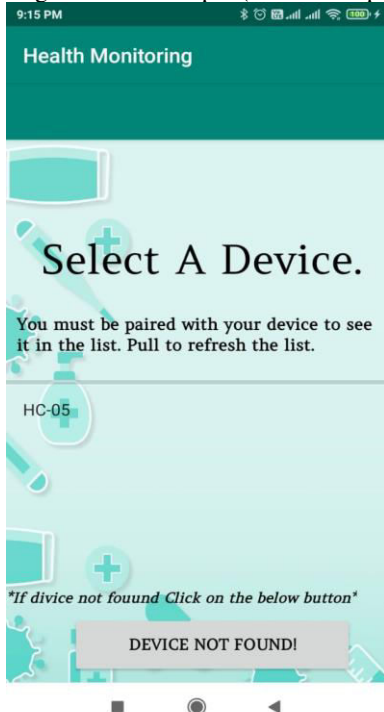 9:15 PM
100
Health Monitoring
Select A Device.
You must be paired with your device to see
it in the list. Pull to refresh the list.
HC-05
*If divice not fouund Click on the below button*
DEVICE NOT FOUND!